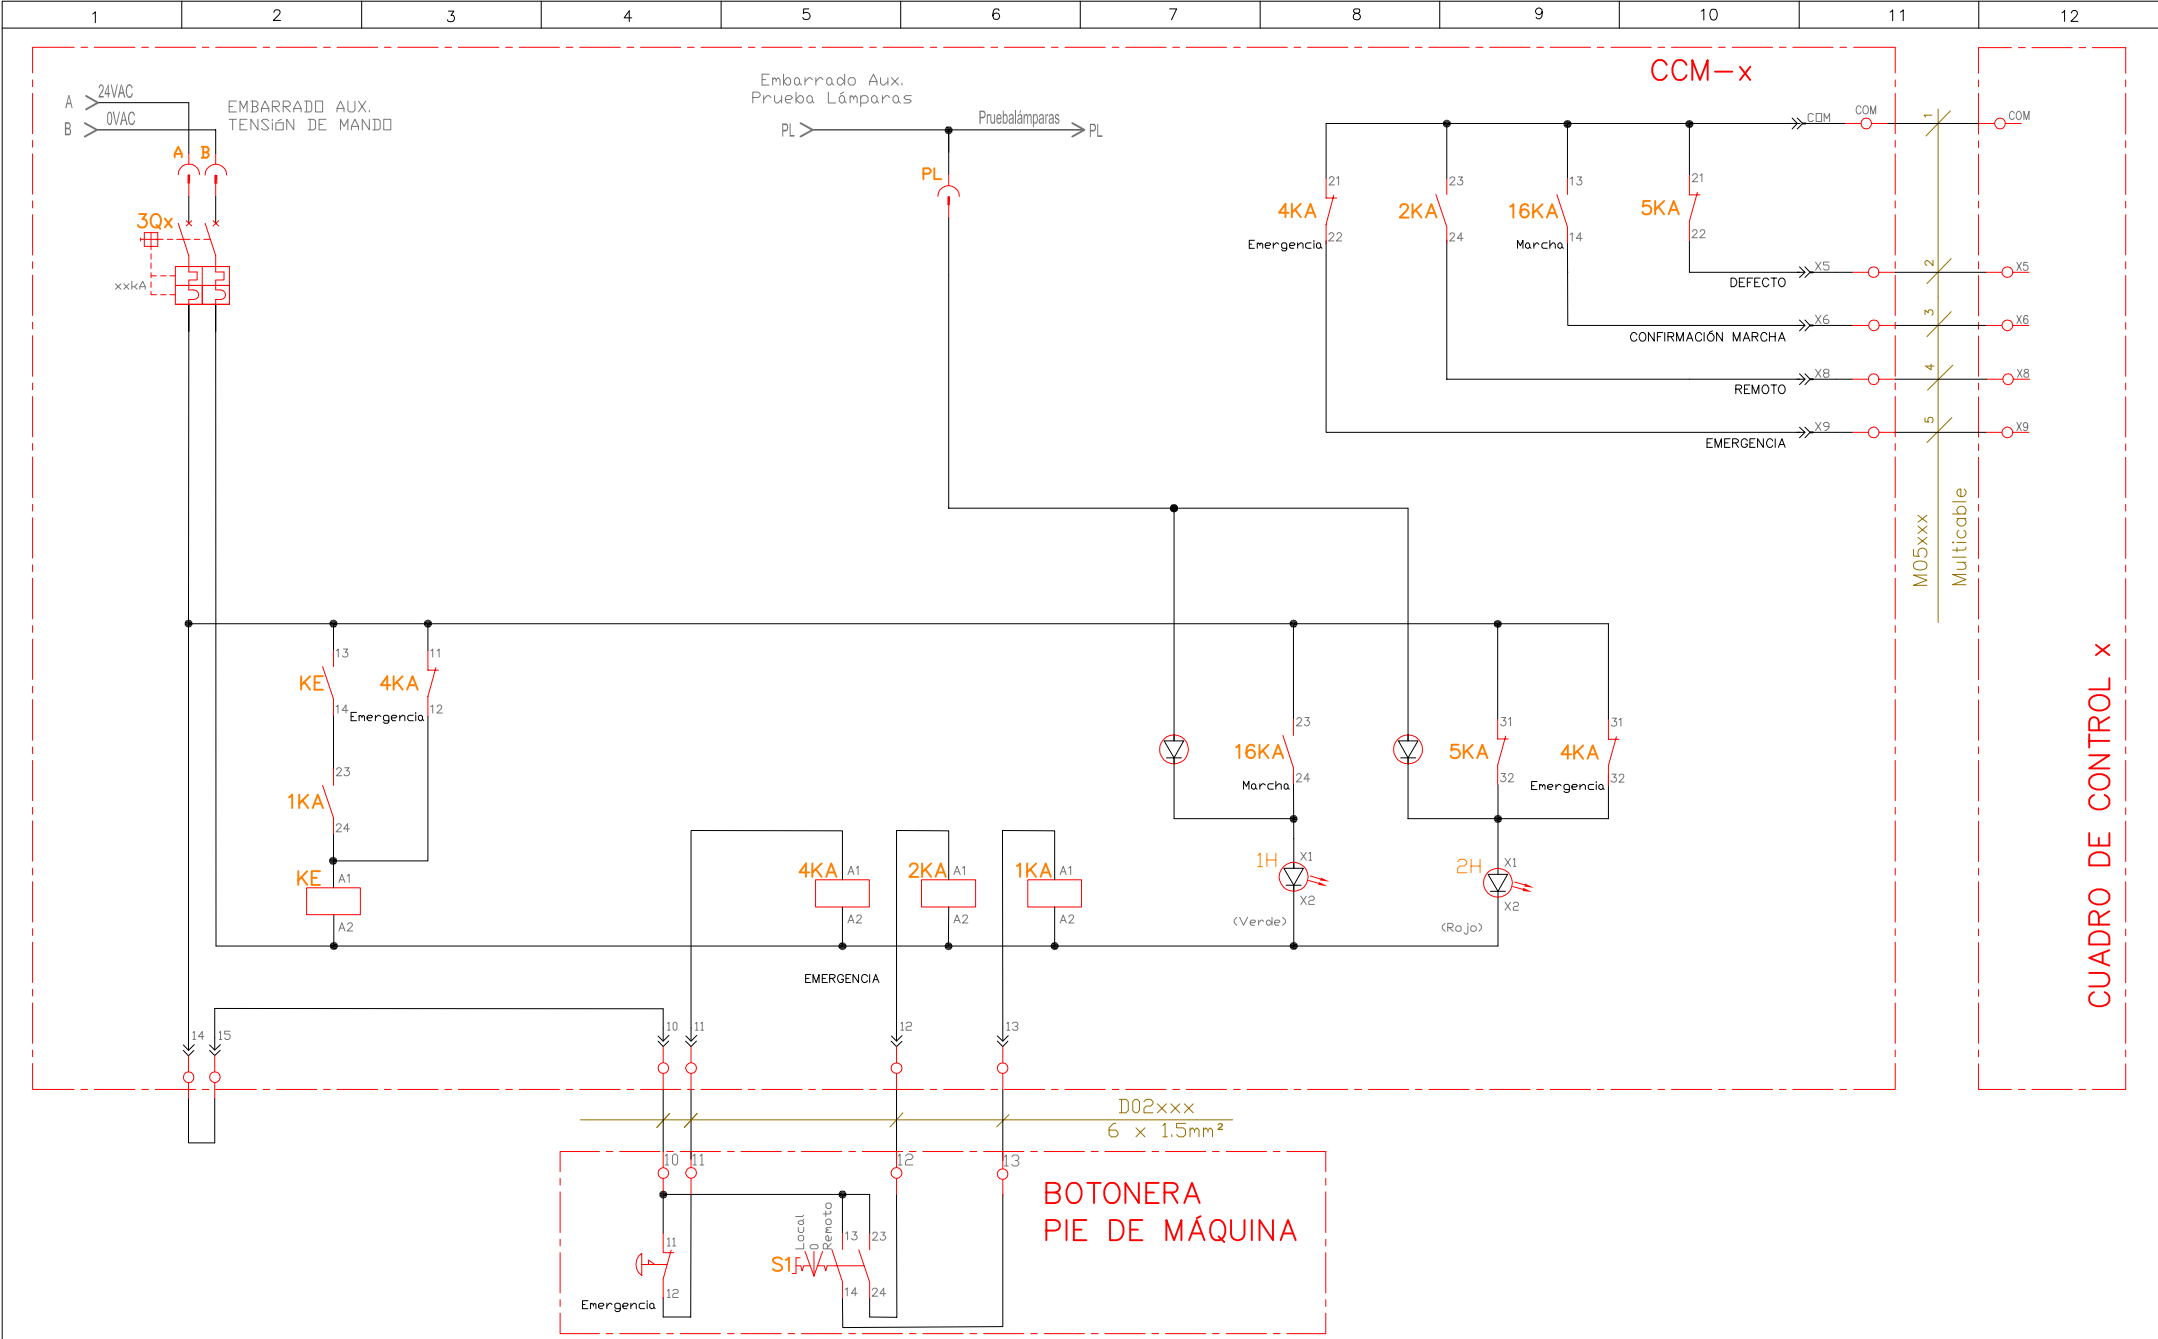 1 2 3 4 5 6 7 8 9 10 11 12
CCM-x
A 24VAC
B 0VAC
EMBARRADO AUX.
TENSIóN DE MANDO
A B
3Qx
xxkA
Embarrado Aux.
Prueba Lámparas
PL Pruebalámparas PL
PL
COM COM 1 COM
21 23 13 21
4KA 2KA 16KA 5KA
Emergencia 22 24 Marcha 14 22
X5 2 X5
DEFECTO
X6 3 X6
CONFIRMACIÓN MARCHA
X8 4 X8
REMOTO
X9 5 X9
EMERGENCIA
M05xxx
Multicable
CUADRO DE CONTROL x
13 11
KE 4KA
14 Emergencia 12
23
1KA
24
KE A1
A2
23 31 31
16KA 5KA 4KA
Marcha 24 32 Emergencia 32
4KA A1 2KA A1 1KA A1
A2 A2 A2
1H X1
X2
(Verde)
2H X1
X2
(Rojo)
EMERGENCIA
14 15 10 11 12 13
D02xxx
6 x 1.5mm²
10 11 12 13
BOTONERA
PIE DE MÁQUINA
11
12
Emergencia
S1
Local
0
Remoto
13 23
14 24